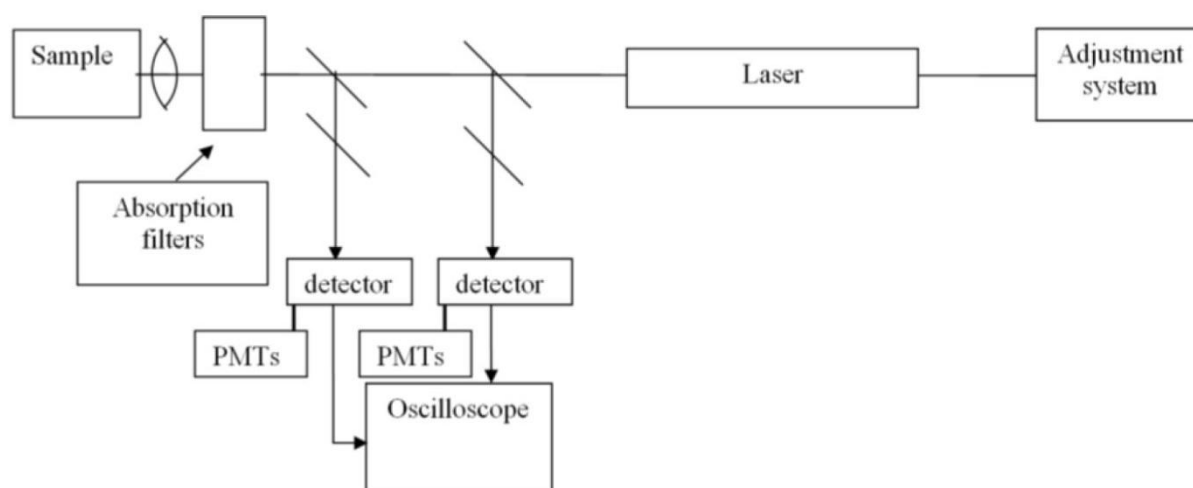 Sample
Laser
Adjustment
system
Absorption
filters
detector
detector
PMTs
PMTs
Oscilloscope